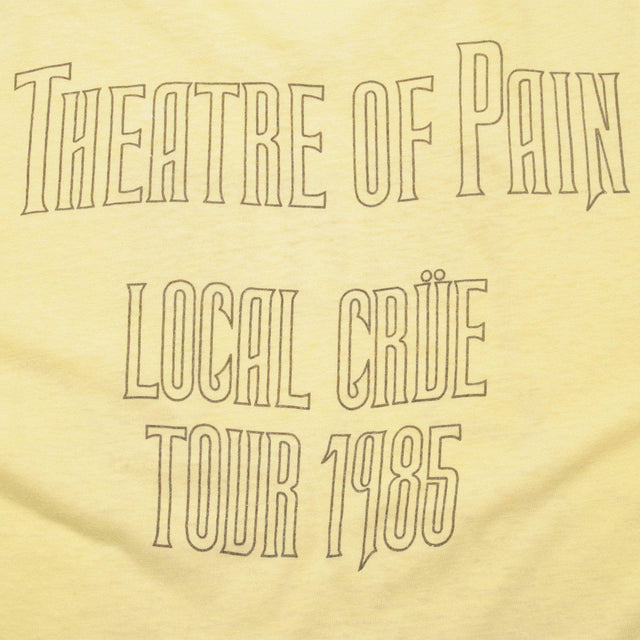 THEATRE OF PAIN
LOCAL CRÜE
TOUR 1985